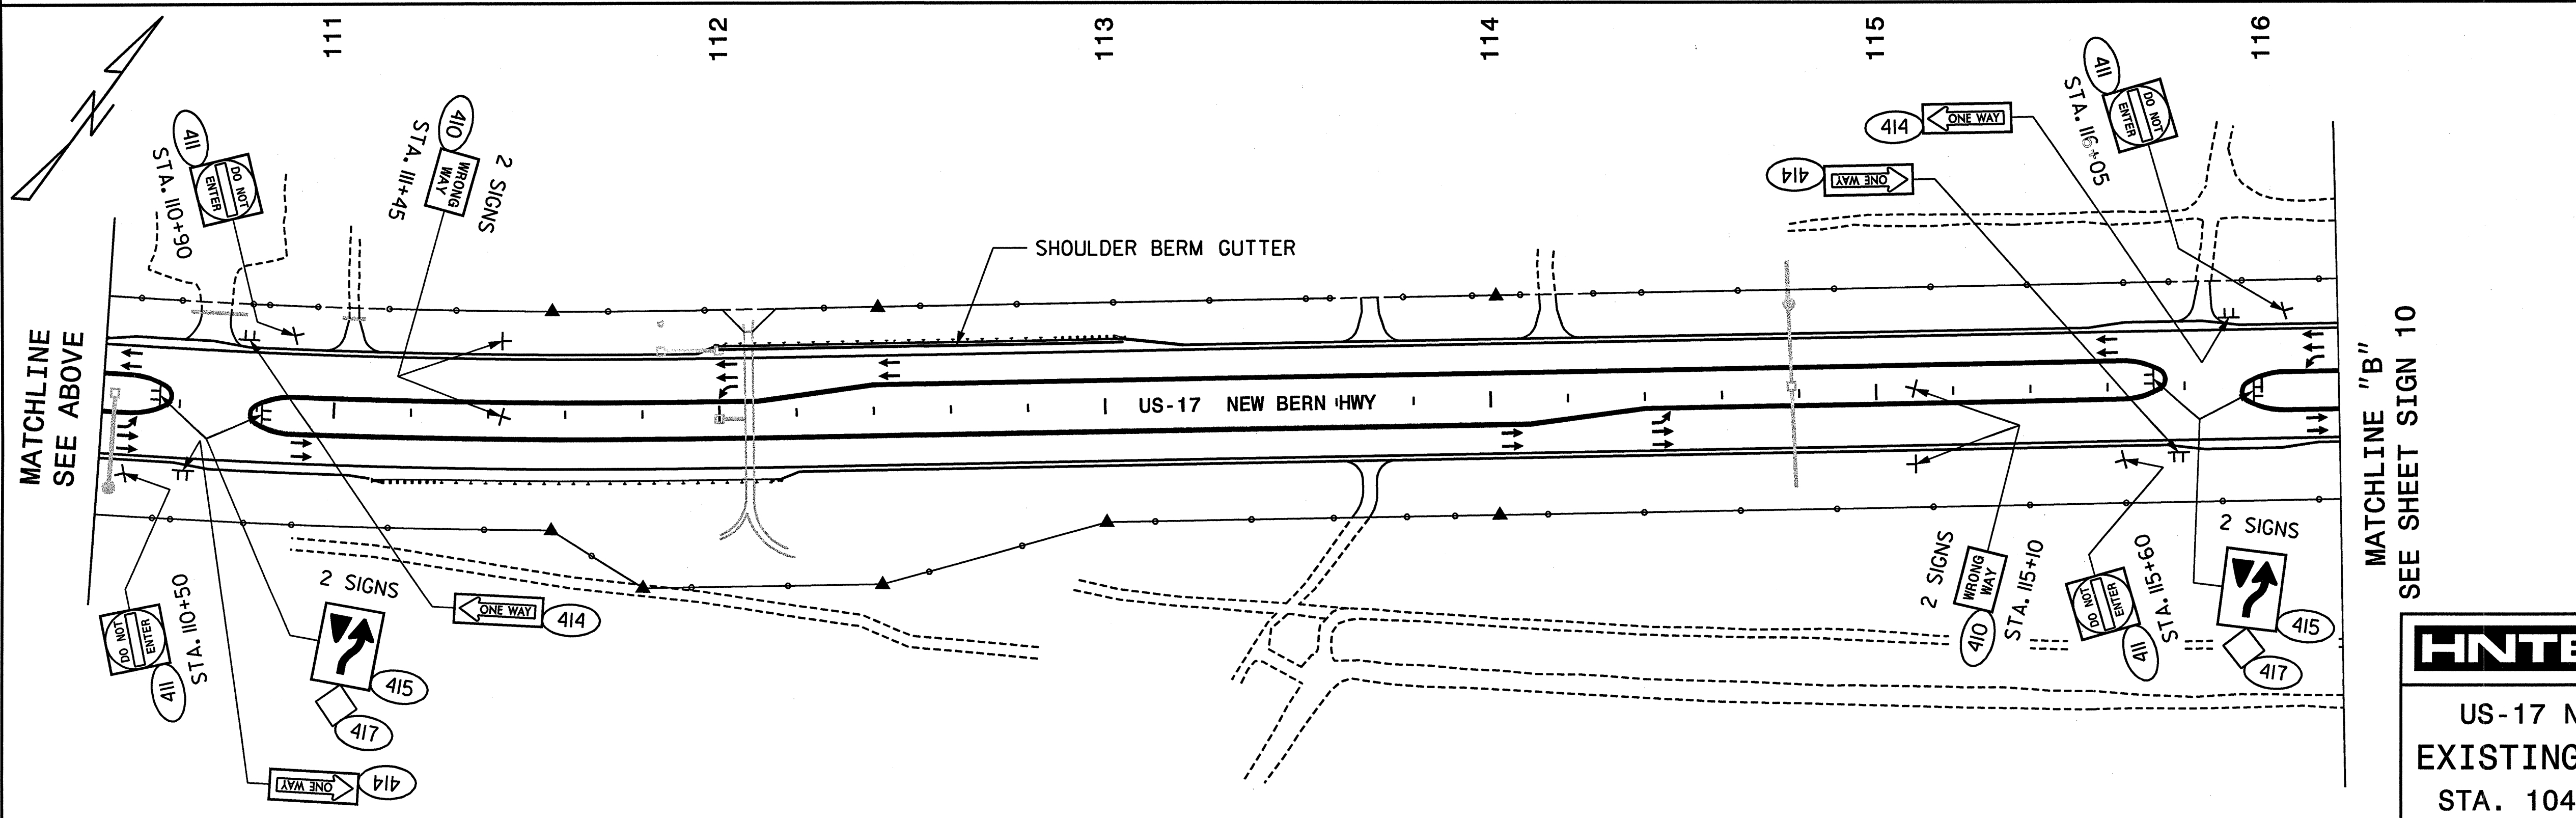 111
112
113
114
115
116
411
DO NOT
ENTER
STA. 110+90
410
WRONG
WAY
STA. 111+45
2 SIGNS
SHOULDER BERM GUTTER
414
ONE WAY
414
ONE WAY
411
DO NOT
ENTER
STA. 116+05
MATCHLINE
SEE ABOVE
US-17 NEW BERN HWY
MATCHLINE "B"
SEE SHEET SIGN 10
DO NOT
ENTER
411
STA. 110+50
2 SIGNS
415
417
ONE WAY
414
ONE WAY
414
2 SIGNS
WRONG
WAY
410
STA. 115+10
DO NOT
ENTER
411
STA. 115+60
2 SIGNS
415
417
HNTB
US-17 N
EXISTING
STA. 104